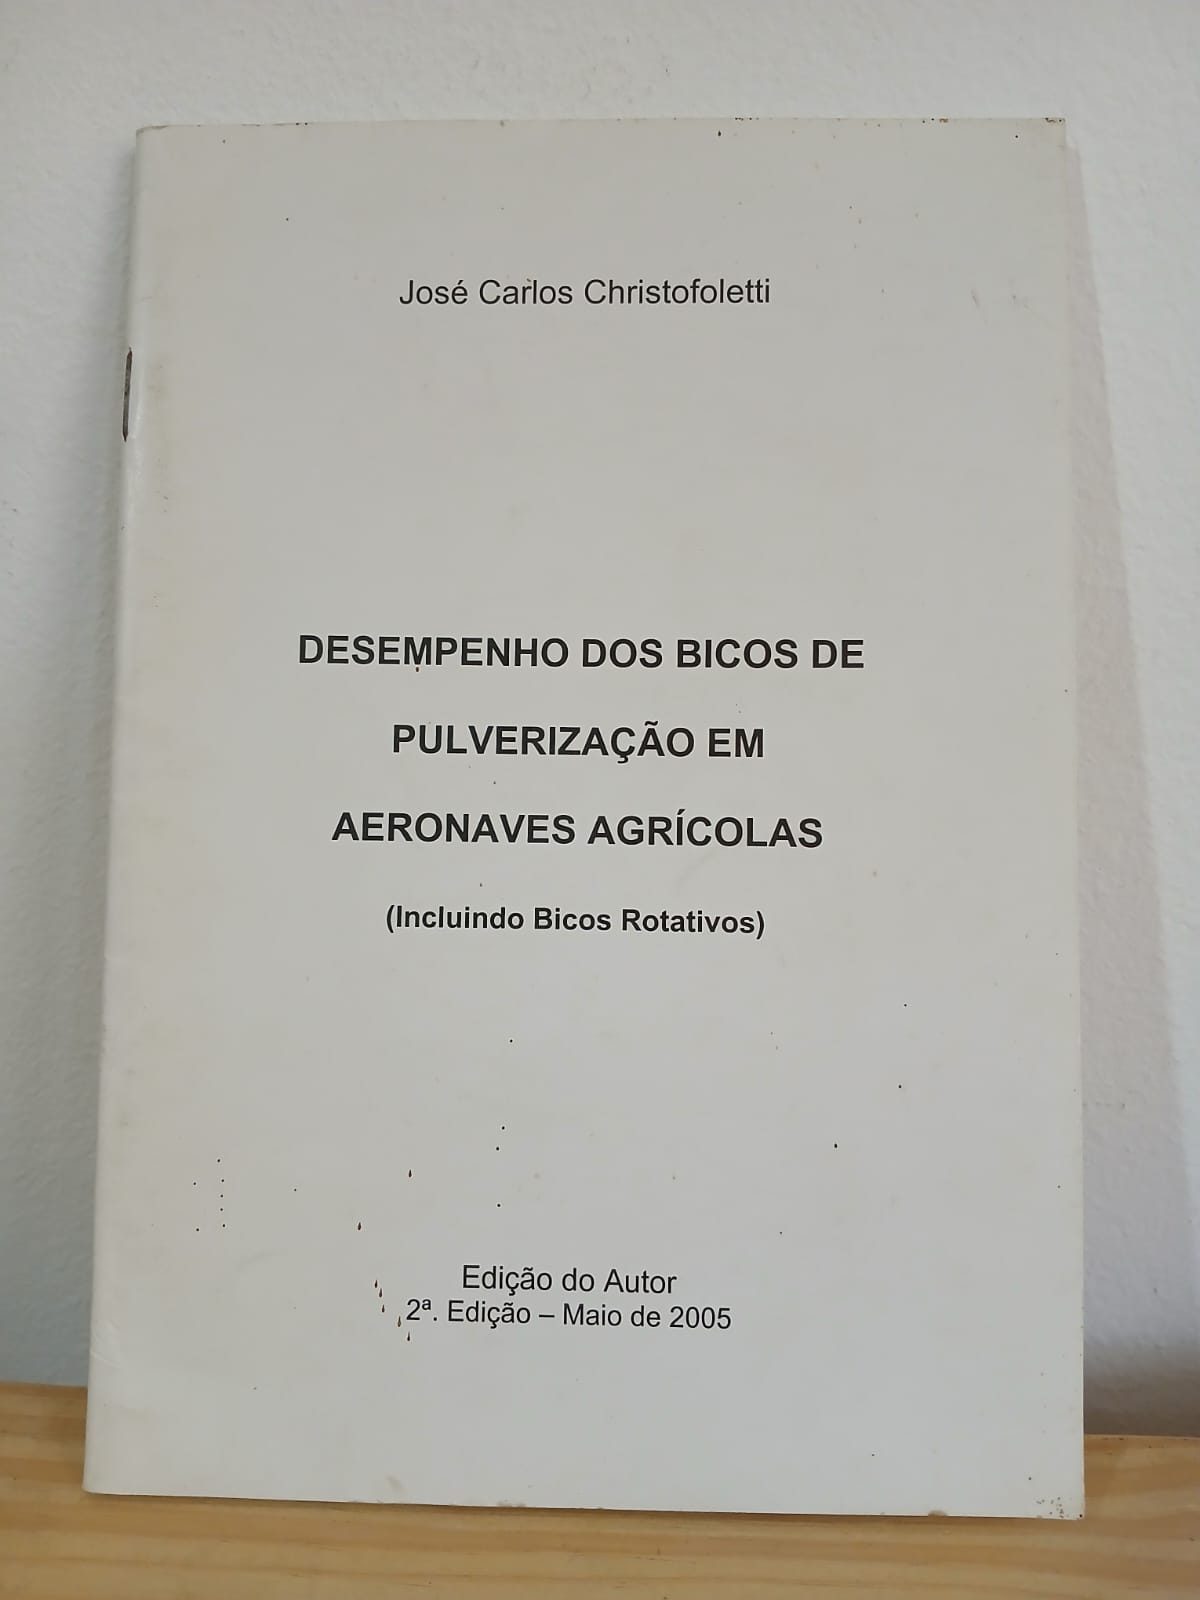 José Carlos Christofoletti
DESEMPENHO DOS BICOS DE
PULVERIZAÇÃO EM
AERONAVES AGRÍCOLAS
(Incluindo Bicos Rotativos)
Edição do Autor
2ª. Edição – Maio de 2005